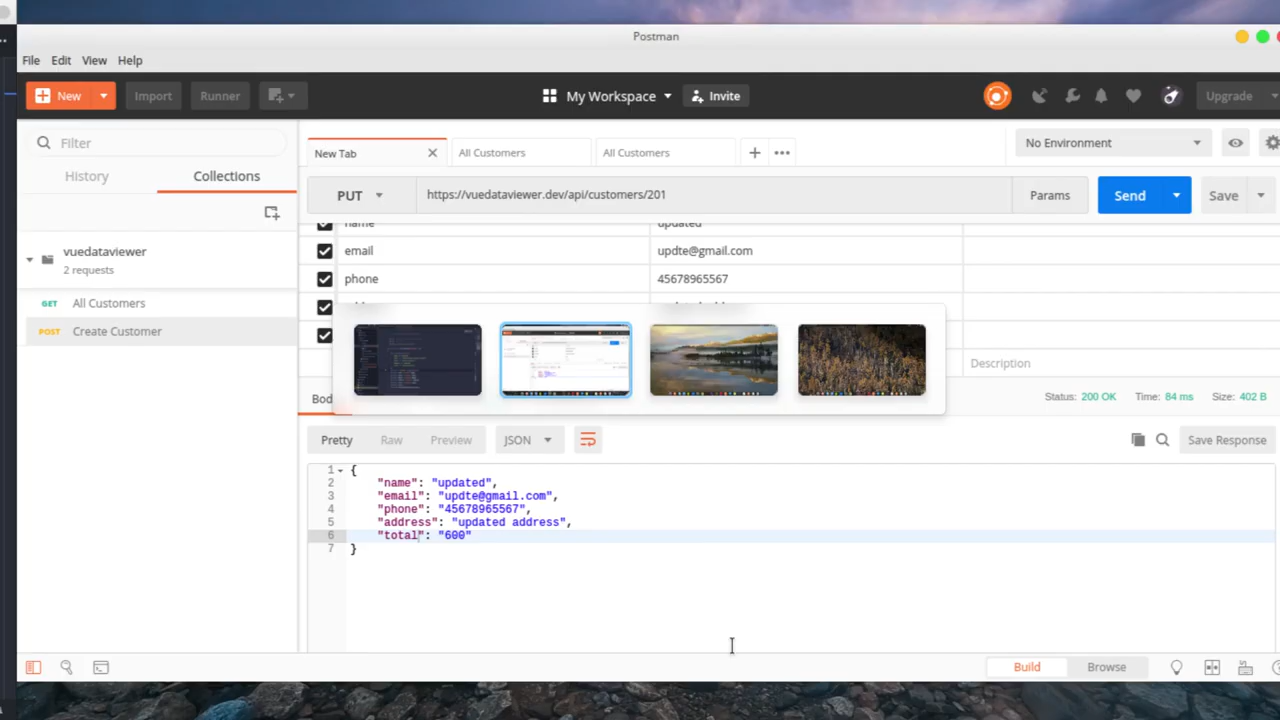 Postman
File Edit View Help
New Import Runner My Workspace Invite Upgrade
Filter
History Collections
vuedataviewer
2 requests
GET All Customers
POST Create Customer
New Tab All Customers All Customers No Environment
PUT https://vuedataviewer.dev/api/customers/201 Params Send Save
name updated
email updte@gmail.com
phone 45678965567
Description
Bod Status: 200 OK Time: 84 ms Size: 402 B
Pretty Raw Preview JSON Save Response
1 {
2 "name": "updated",
3 "email": "updte@gmail.com",
4 "phone": "45678965567",
5 "address": "updated address",
6 "total": "600"
7 }
Build Browse